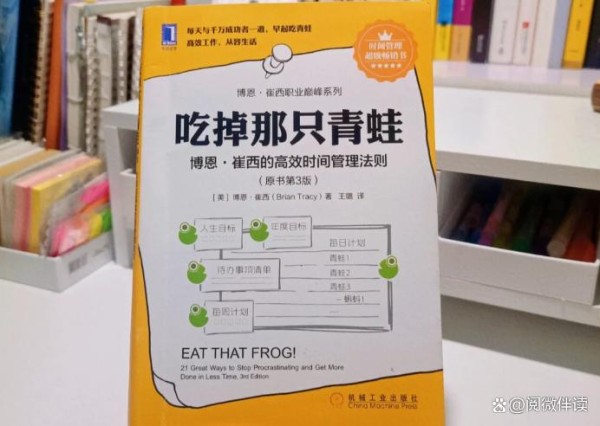 每天与千万成功者一道，早起吃青蛙
高效工作，从容生活
时间管理
超级畅销书
博恩·崔西职业巅峰系列
吃掉那只青蛙
博恩·崔西的高效时间管理法则
（原书第3版）
[美] 博恩·崔西（Brian Tracy）著 王璐 译
人生目标
年度目标
每日计划
青蛙1
待办事项清单
青蛙2
青蛙3
蝌蚪1
每周计划
EAT THAT FROG!
21 Great Ways to Stop Procrastinating and Get More
Done in Less Time, 3rd Edition
机械工业出版社
China Machine Press
阅微伴读